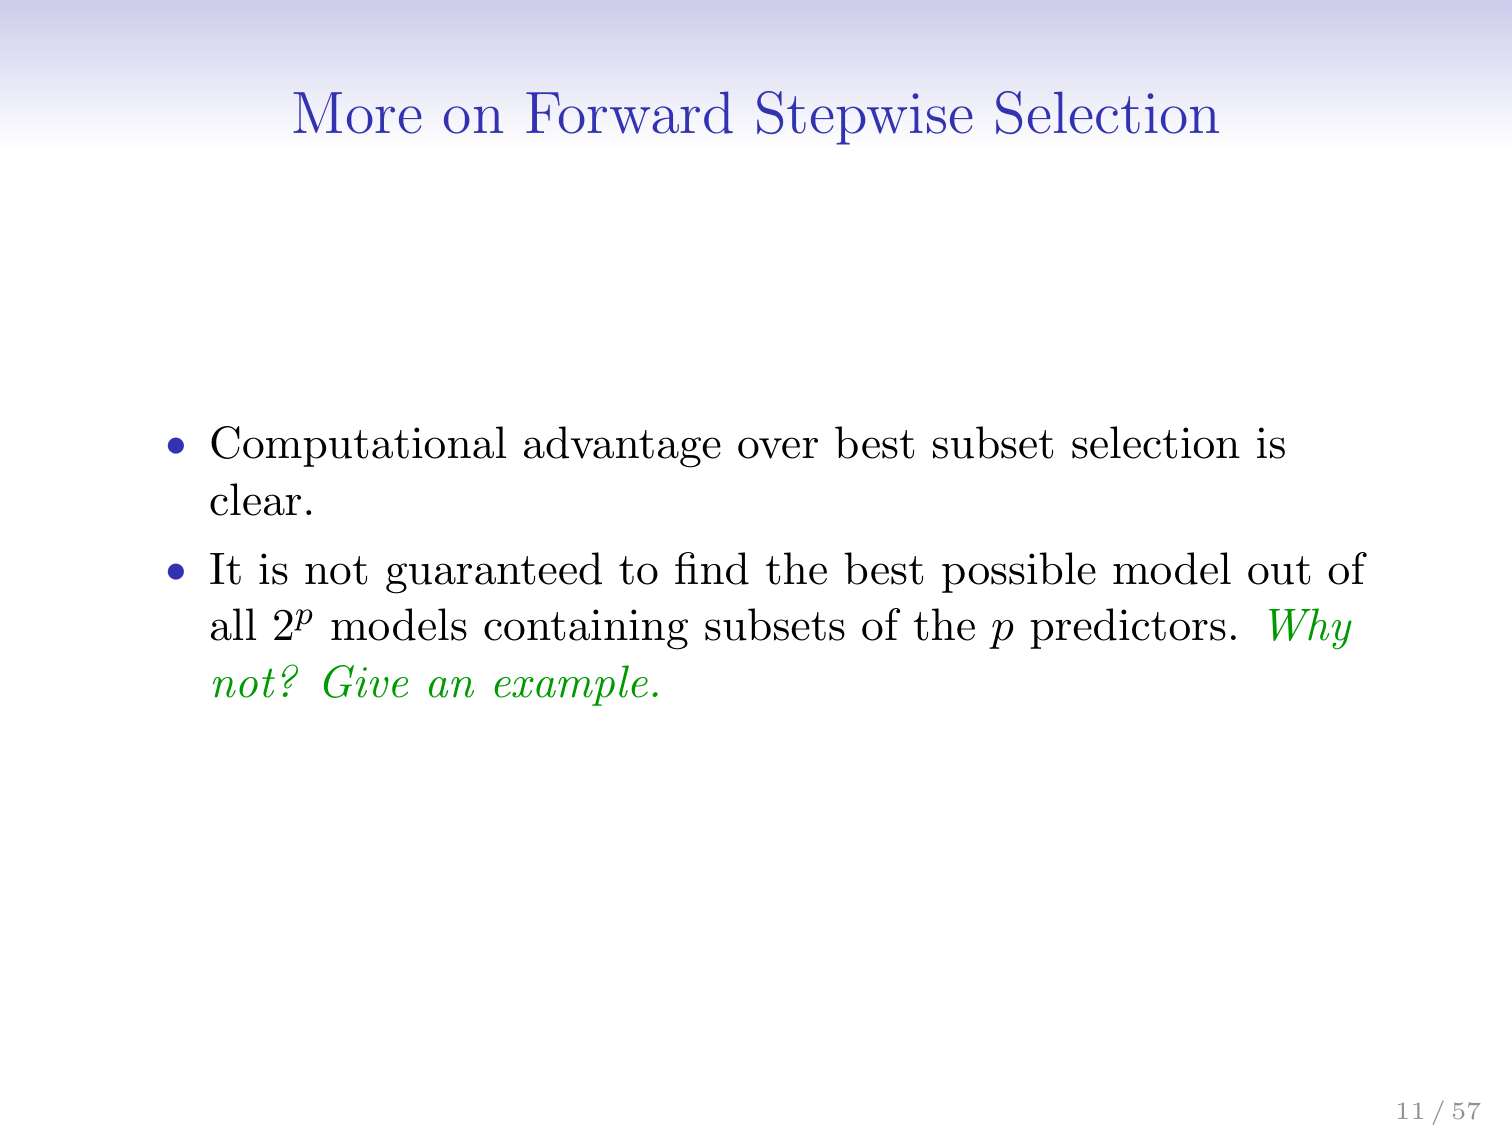 More on Forward Stepwise Selection
• Computational advantage over best subset selection is
clear.
• It is not guaranteed to find the best possible model out of
all 2^p models containing subsets of the p predictors. Why
not? Give an example.
11 / 57